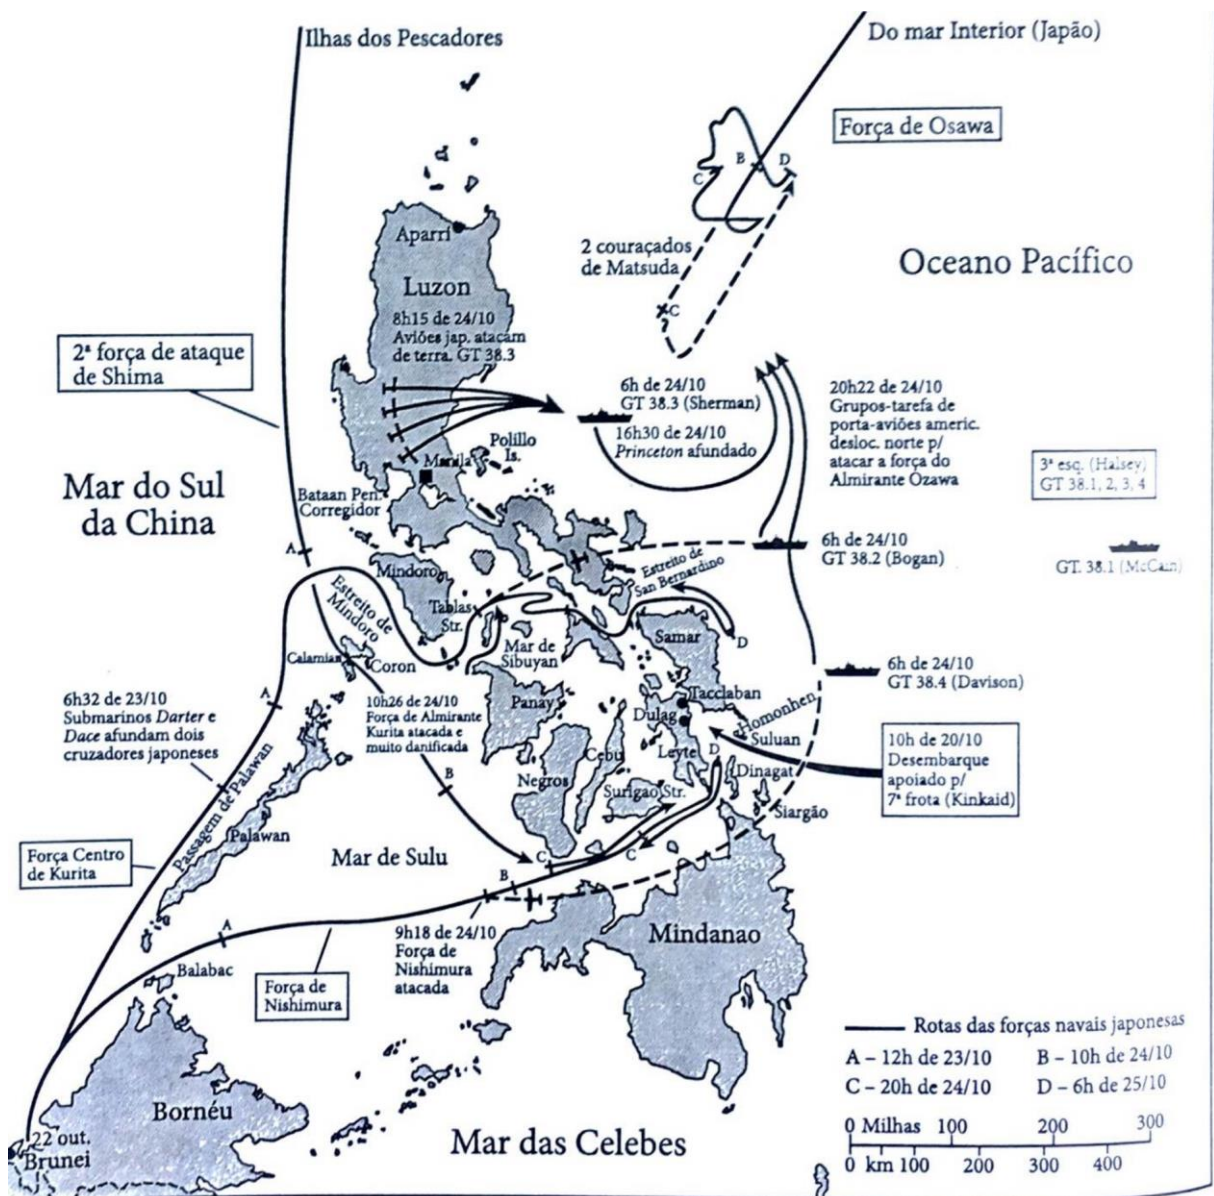 Ilhas dos Pescadores
Do mar Interior (Japão)
Força de Osawa
B
D
C
Aparri
2 couraçados
de Matsuda
Oceano Pacífico
Luzon
8h15 de 24/10
Aviões jap. atacam
de terra. GT 38.3
C
2ª força de ataque
de Shima
6h de 24/10
GT 38.3 (Sherman)
16h30 de 24/10
Princeton afundado
20h22 de 24/10
Grupos-tarefa de
porta-aviões americ.
desloc. norte p/
atacar a força do
Almirante Ozawa
3ª esq. (Halsey)
GT 38.1, 2, 3, 4
Polillo
Is.
Manila
Mar do Sul
da China
Bataan Pen.
Corregidor
6h de 24/10
GT 38.2 (Bogan)
GT. 38.1 (McCain)
A
Mindoro
Estreito de
San Bernardino
Estreito de
Mindoro
Tablas
Str.
A
Samar
D
Mar de
Sibuyan
Calamian
Coron
6h de 24/10
GT 38.4 (Davison)
A
6h32 de 23/10
Submarinos Darter e
Dace afundam dois
cruzadores japoneses
10h26 de 24/10
Força de Almirante
Kurita atacada e
muito danificada
Panay
Tacclaban
Dulag
Homonhen
Suluan
Leyte
D
Dinagat
10h de 20/10
Desembarque
apoiado p/
7ª frota (Kinkaid)
Cebu
Negros
B
Surigao Str.
Siargão
Passagem de Palawan
Palawan
Força Centro
de Kurita
Mar de Sulu
C
C
B
A
9h18 de 24/10
Força de
Nishimura
atacada
Mindanao
Balabac
Força de
Nishimura
Rotas das forças navais japonesas
A – 12h de 23/10
B – 10h de 24/10
C – 20h de 24/10
D – 6h de 25/10
Bornéu
22 out.
Brunei
Mar das Celebes
0 Milhas 100 200 300
0 km 100 200 300 400